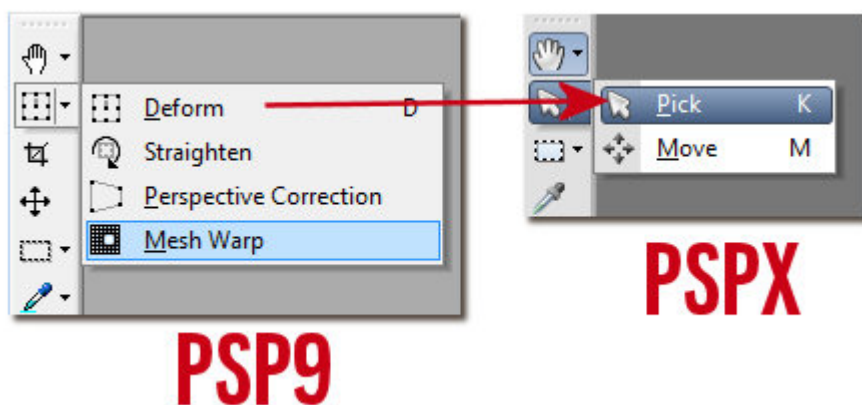 Deform D
Straighten
Perspective Correction
Mesh Warp
PSP9
Pick K
Move M
PSPX